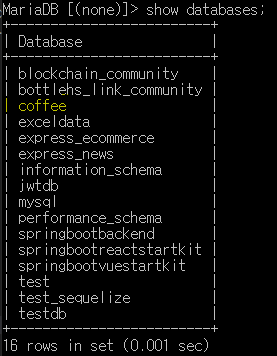 MariaDB [(none)]> show databases;
+-------------------------+
| Database                |
+-------------------------+
| blockchain_community    |
| bottlehs_link_community |
| coffee                  |
| exceldata               |
| express_ecommerce       |
| express_news            |
| information_schema      |
| jwtdb                   |
| mysql                   |
| performance_schema      |
| springbootbackend       |
| springbootreactstartkit |
| springbootvuestartkit   |
| test                    |
| test_sequelize          |
| testdb                  |
+-------------------------+
16 rows in set (0.001 sec)